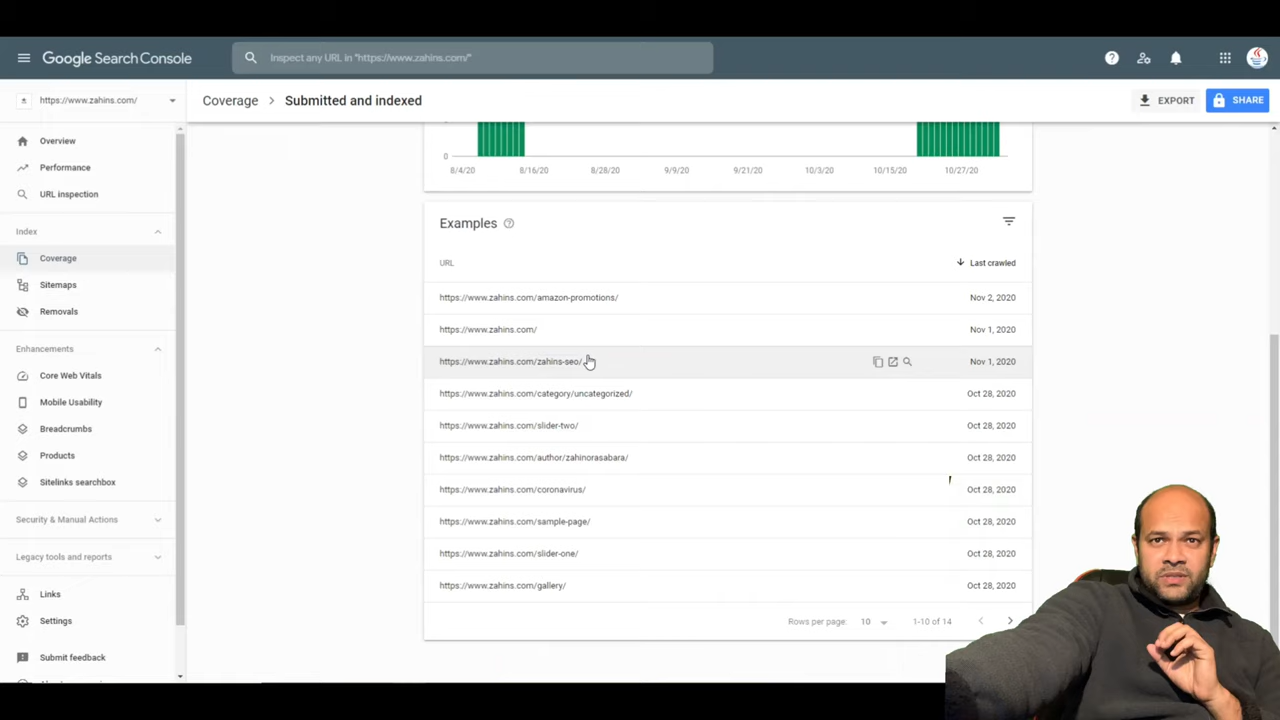 Google Search Console
Inspect any URL in "https://www.zahins.com/"
https://www.zahins.com/
Coverage > Submitted and indexed
EXPORT
SHARE
Overview
Performance
URL inspection
Index
Coverage
Sitemaps
Removals
Enhancements
Core Web Vitals
Mobile Usability
Breadcrumbs
Products
Sitelinks searchbox
Security & Manual Actions
Legacy tools and reports
Links
Settings
Submit feedback
0
8/4/20 8/16/20 8/28/20 9/9/20 9/21/20 10/3/20 10/15/20 10/27/20
Examples
URL Last crawled
https://www.zahins.com/amazon-promotions/ Nov 2, 2020
https://www.zahins.com/ Nov 1, 2020
https://www.zahins.com/zahins-seo/ Nov 1, 2020
https://www.zahins.com/category/uncategorized/ Oct 28, 2020
https://www.zahins.com/slider-two/ Oct 28, 2020
https://www.zahins.com/author/zahinorasabara/ Oct 28, 2020
https://www.zahins.com/coronavirus/ Oct 28, 2020
https://www.zahins.com/sample-page/ Oct 28, 2020
https://www.zahins.com/slider-one/ Oct 28, 2020
https://www.zahins.com/gallery/ Oct 28, 2020
Rows per page: 10 1-10 of 14